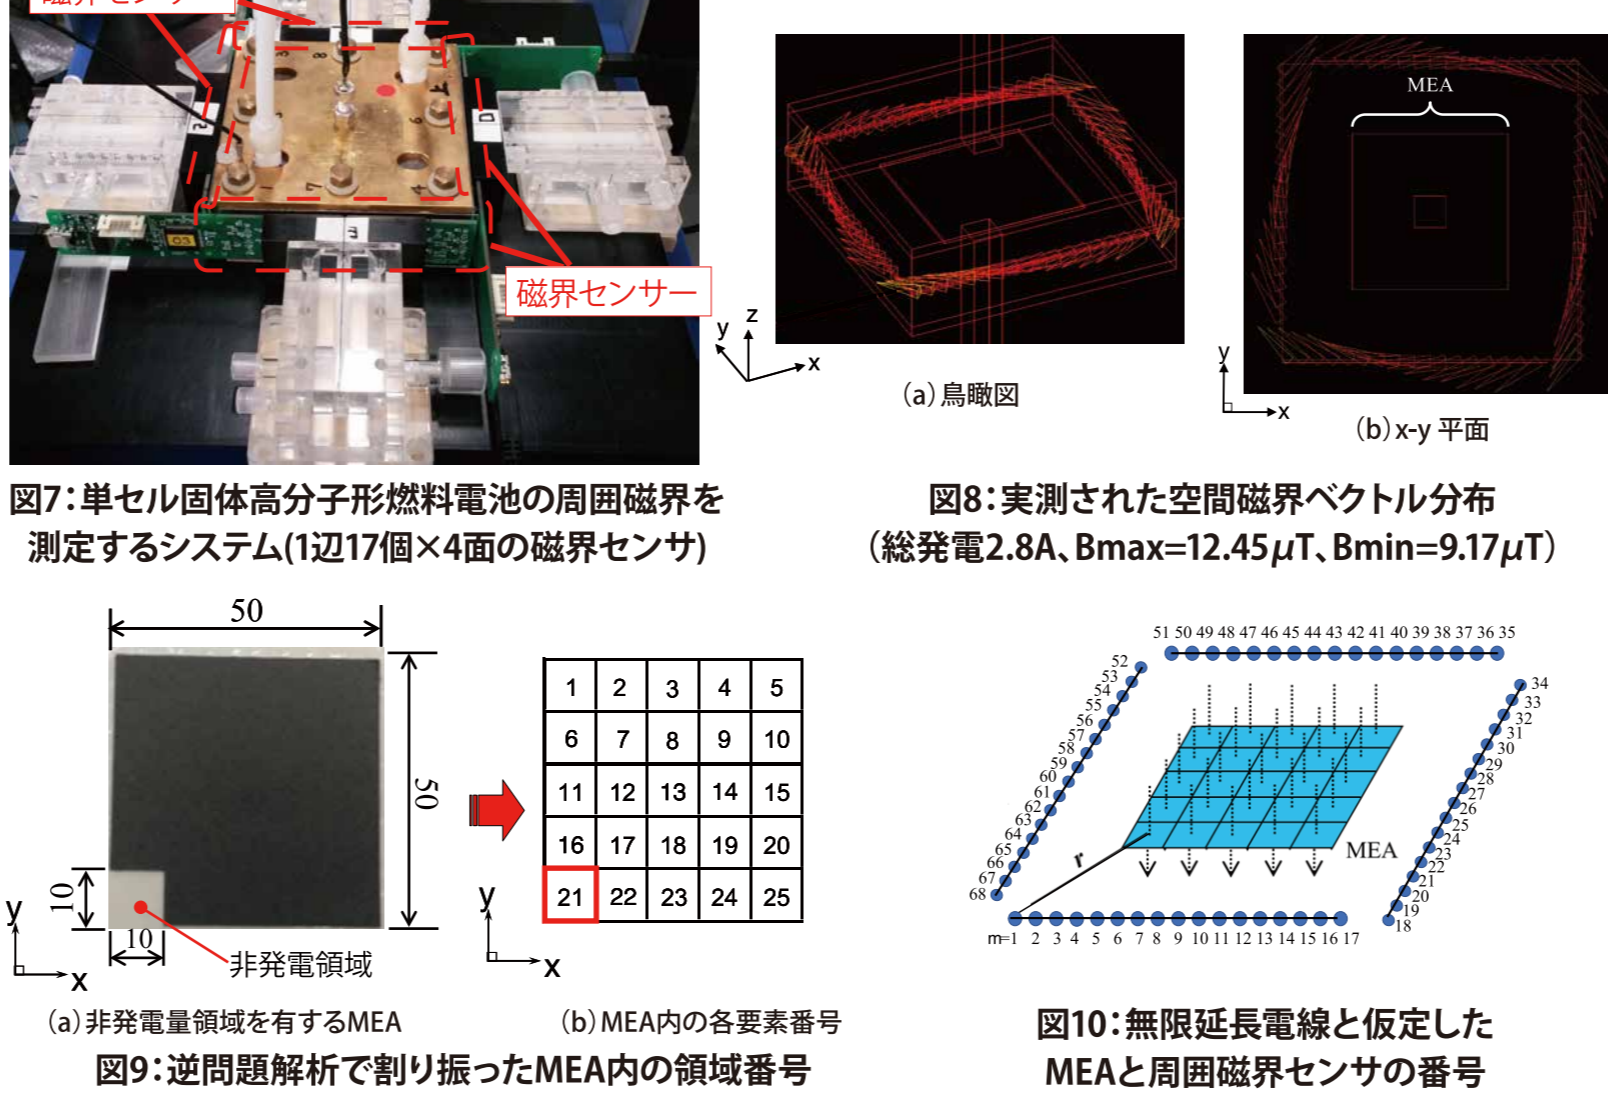 磁界センサー
磁界センサー
03
MEA
y
z
x
(a)鳥瞰図
y
x
(b)x-y 平面
図7：単セル固体高分子形燃料電池の周囲磁界を
測定するシステム(1辺17個×4面の磁界センサ)
図8：実測された空間磁界ベクトル分布
（総発電2.8A、Bmax=12.45μT、Bmin=9.17μT）
50
50
10
10
非発電領域
y
x
(a)非発電量領域を有するMEA
1 2 3 4 5
6 7 8 9 10
11 12 13 14 15
16 17 18 19 20
21 22 23 24 25
y
x
(b)MEA内の各要素番号
図9：逆問題解析で割り振ったMEA内の領域番号
51 50 49 48 47 46 45 44 43 42 41 40 39 38 37 36 35
52
53
54
55
56
57
58
59
60
61
62
63
64
65
66
67
68
34
33
32
31
30
29
28
27
26
25
24
23
22
21
20
19
18
r
MEA
m=1 2 3 4 5 6 7 8 9 10 11 12 13 14 15 16 17
図10：無限延長電線と仮定した
MEAと周囲磁界センサの番号